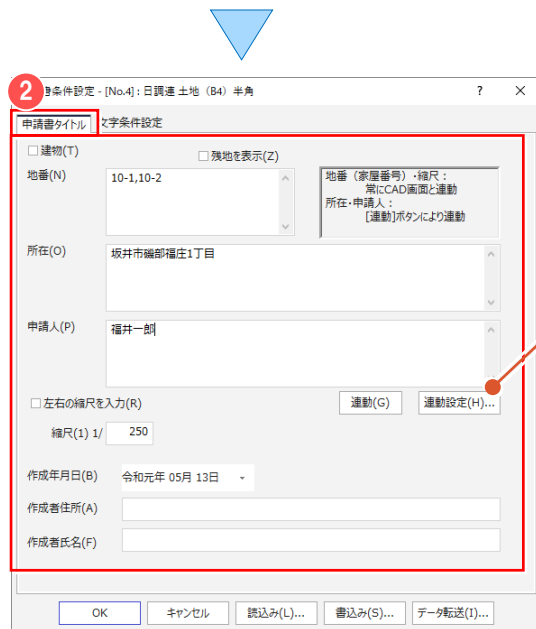 2
書条件設定 - [No.4] : 日調連 土地（B4）半角 ? ×
申請書タイトル 文字条件設定
建物(T)
残地を表示(Z)
地番(N) 10-1,10-2
地番（家屋番号）・縮尺：
常にCAD画面と連動
所在・申請人：
[連動]ボタンにより連動
所在(O) 坂井市磯部福庄1丁目
申請人(P) 福井一郎
左右の縮尺を入力(R) 連動(G) 連動設定(H)...
縮尺(1) 1/ 250
作成年月日(B) 令和元年 05月 13日
作成者住所(A)
作成者氏名(F)
OK キャンセル 読込み(L)... 書込み(S)... データ転送(I)...